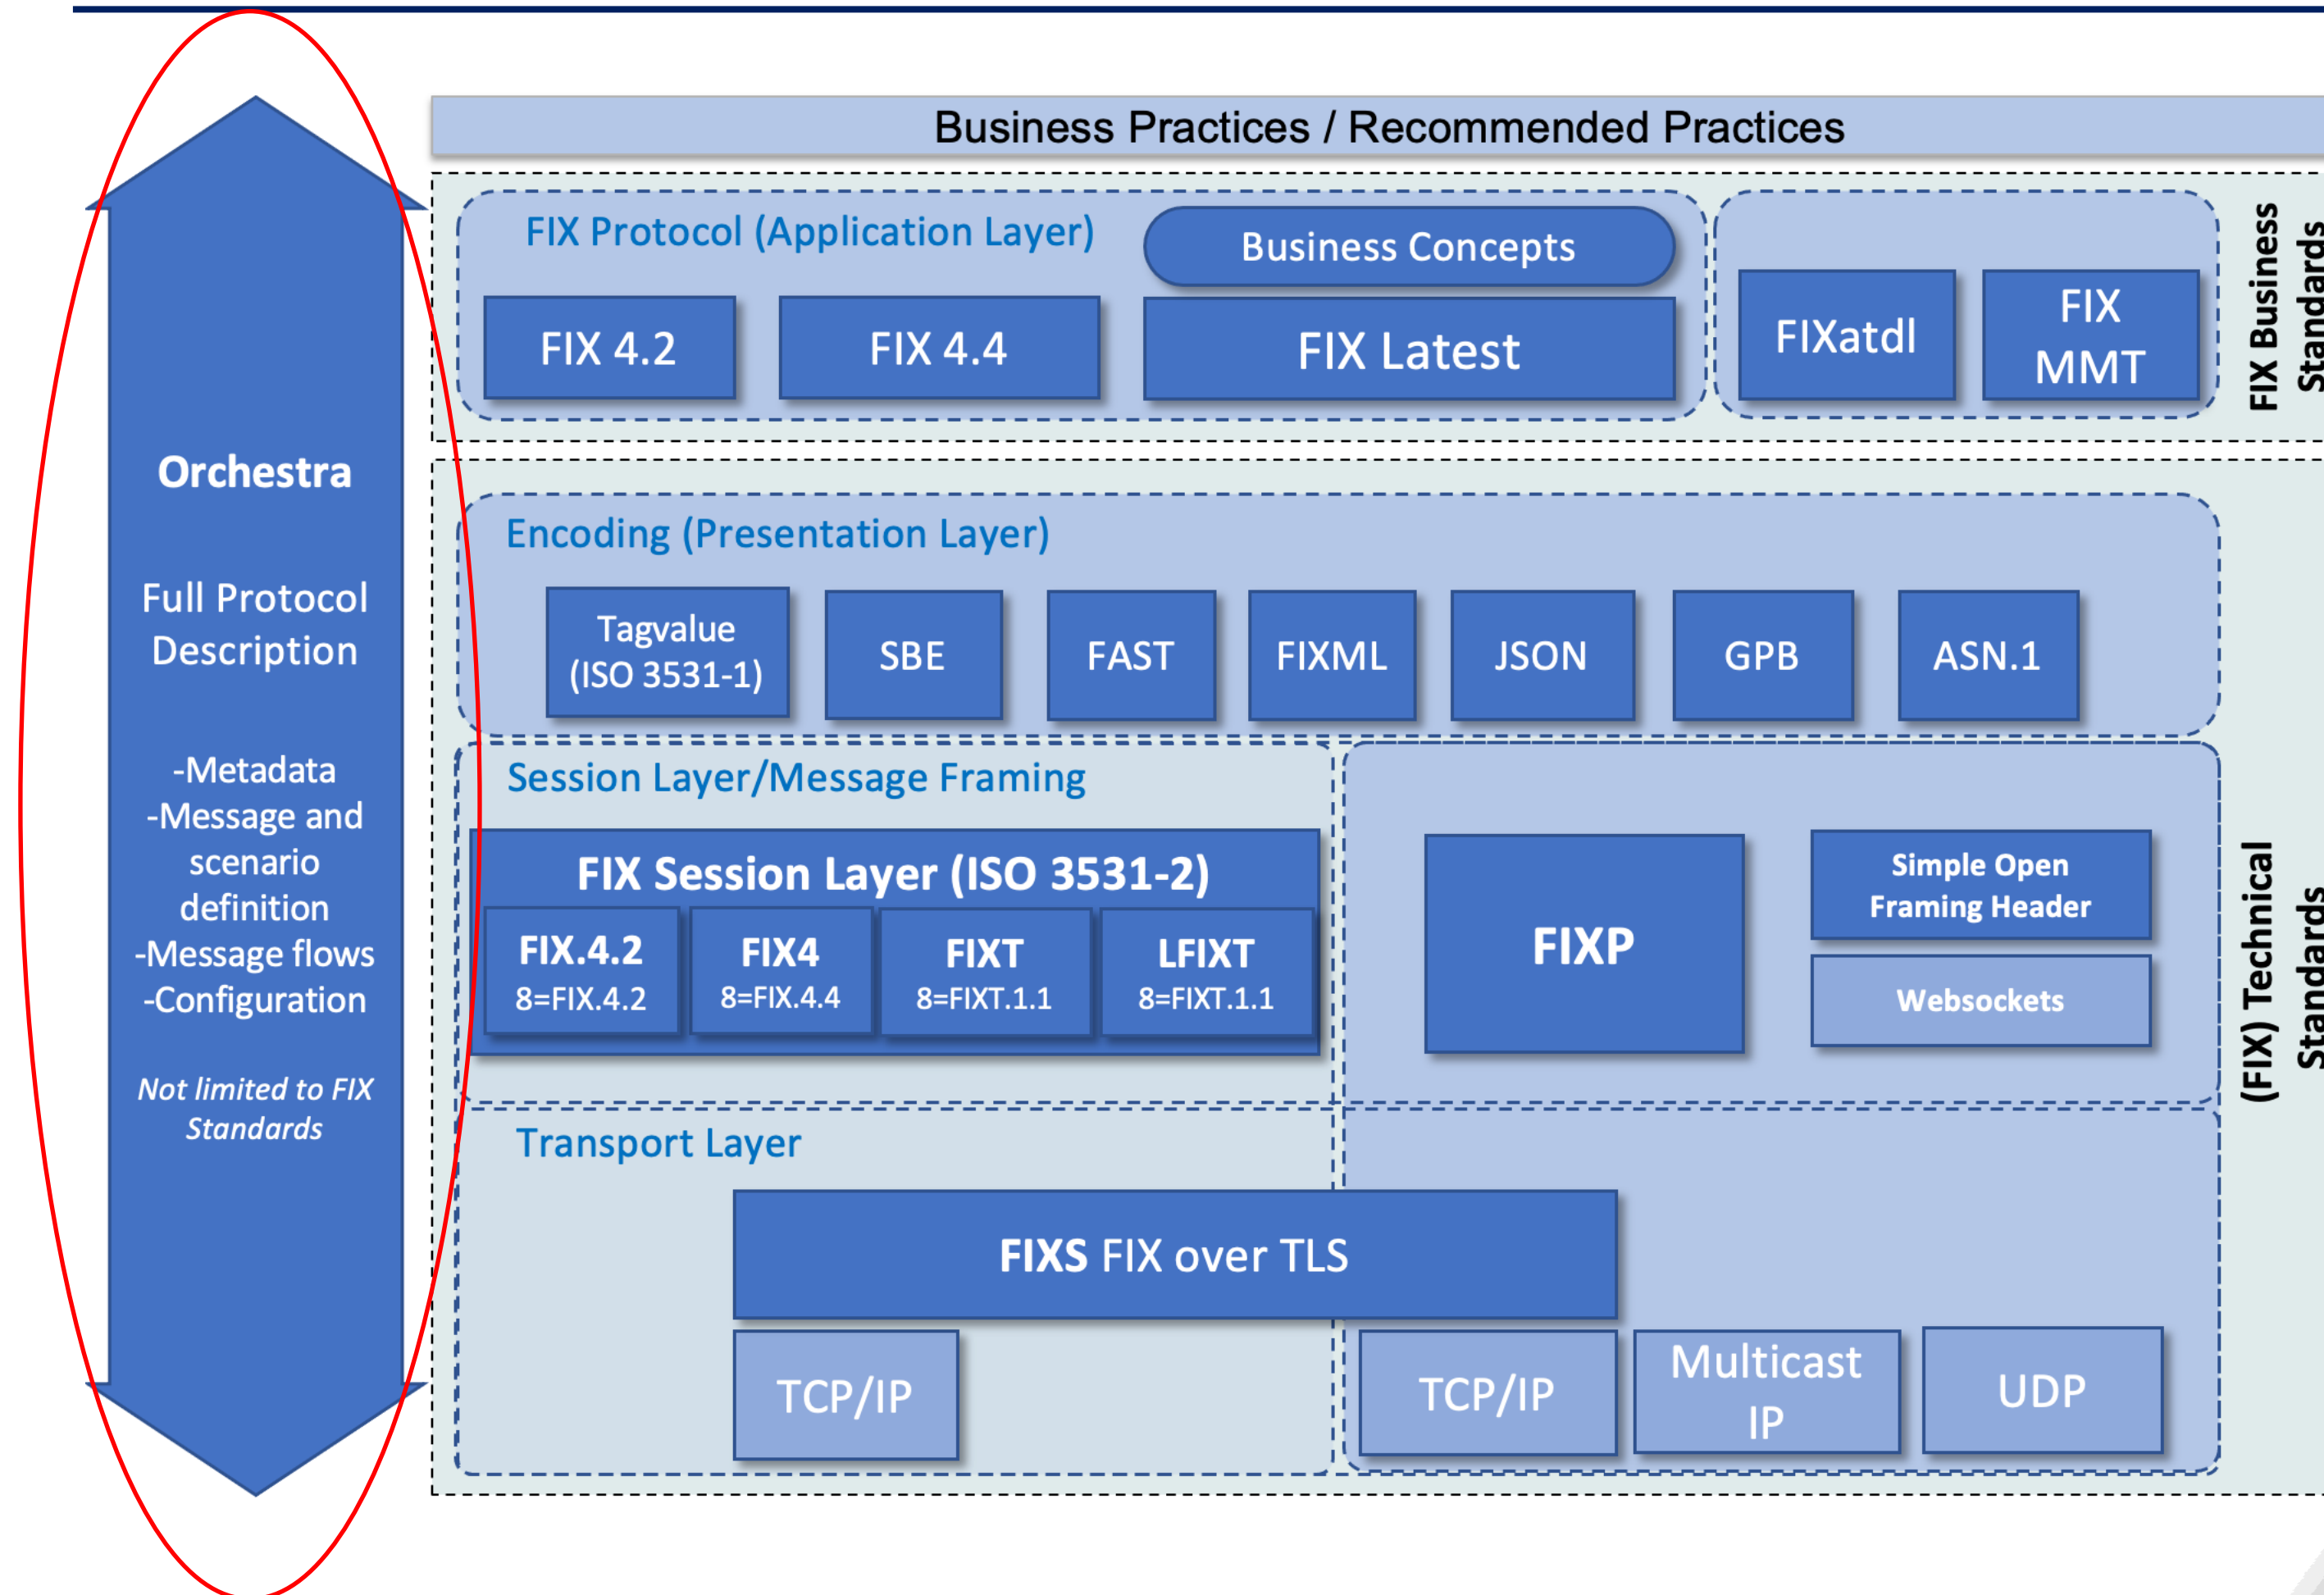 Business Practices / Recommended Practices
Orchestra
Full Protocol
Description
-Metadata
-Message and
scenario
definition
-Message flows
-Configuration
Not limited to FIX
Standards
FIX Protocol (Application Layer)
Business Concepts
FIX 4.2
FIX 4.4
FIX Latest
FIXatdl
FIX
MMT
FIX Business
Standards
Encoding (Presentation Layer)
Tagvalue
(ISO 3531-1)
SBE
FAST
FIXML
JSON
GPB
ASN.1
Session Layer/Message Framing
FIX Session Layer (ISO 3531-2)
FIX.4.2
8=FIX.4.2
FIX4
8=FIX.4.4
FIXT
8=FIXT.1.1
LFIXT
8=FIXT.1.1
FIXP
Simple Open
Framing Header
Websockets
(FIX) Technical
Standards
Transport Layer
FIXS FIX over TLS
TCP/IP
TCP/IP
Multicast
IP
UDP